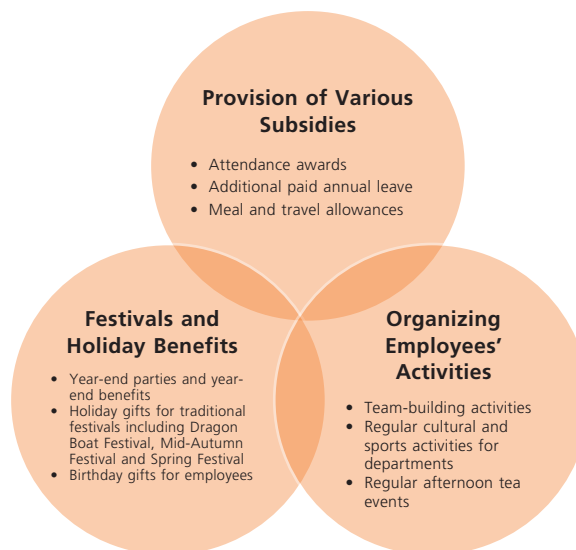 Provision of Various
Subsidies
• Attendance awards
• Additional paid annual leave
• Meal and travel allowances
Festivals and
Holiday Benefits
• Year-end parties and year-
end benefits
• Holiday gifts for traditional
festivals including Dragon
Boat Festival, Mid-Autumn
Festival and Spring Festival
• Birthday gifts for employees
Organizing
Employees’
Activities
• Team-building activities
• Regular cultural and
sports activities for
departments
• Regular afternoon tea
events